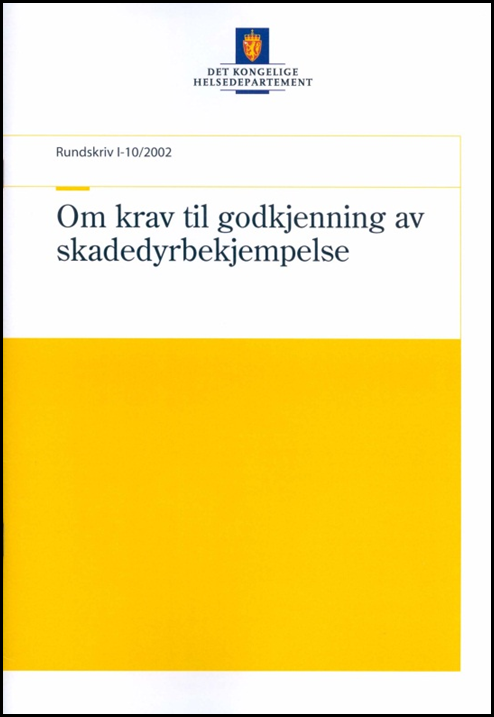 DET KONGELIGE
HELSEDEPARTEMENT
Rundskriv I-10/2002
Om krav til godkjenning av
skadedyrbekjempelse